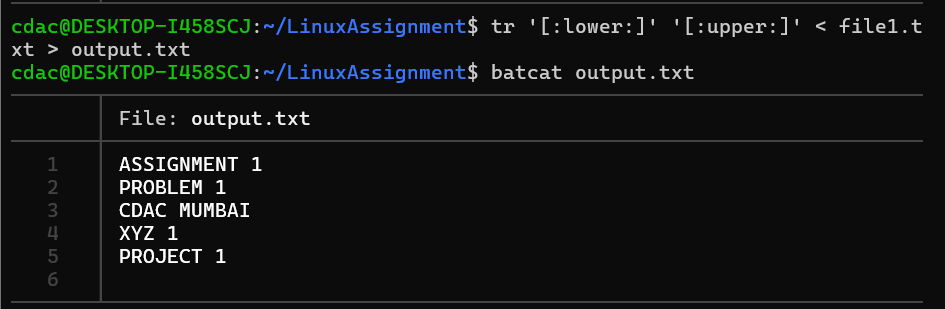 cdac@DESKTOP-I458SCJ:~/LinuxAssignment$ tr '[:lower:]' '[:upper:]' < file1.t
xt > output.txt
cdac@DESKTOP-I458SCJ:~/LinuxAssignment$ batcat output.txt
File: output.txt
1 ASSIGNMENT 1
2 PROBLEM 1
3 CDAC MUMBAI
4 XYZ 1
5 PROJECT 1
6